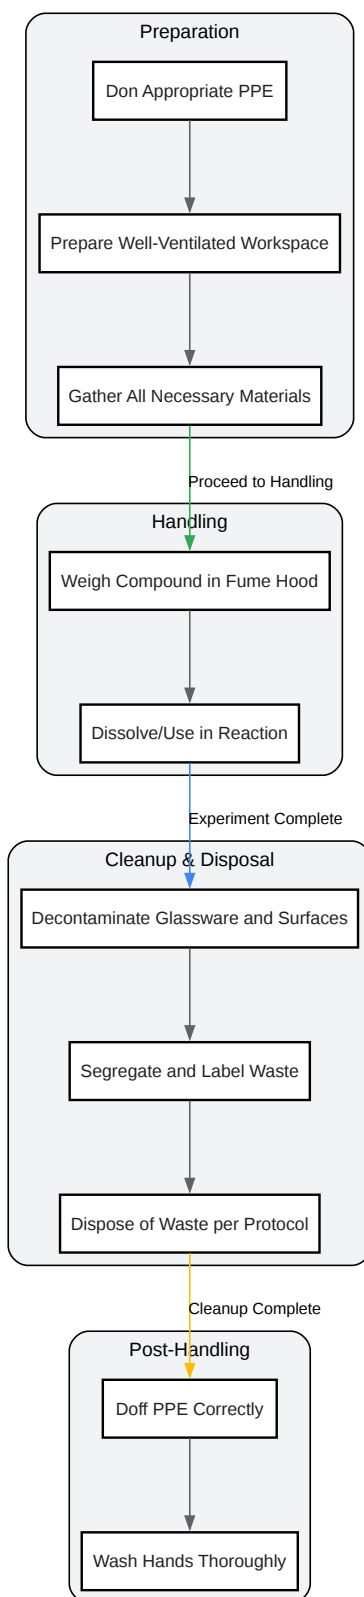 Preparation
Don Appropriate PPE
Prepare Well-Ventilated Workspace
Gather All Necessary Materials
Proceed to Handling
Handling
Weigh Compound in Fume Hood
Dissolve/Use in Reaction
Experiment Complete
Cleanup & Disposal
Decontaminate Glassware and Surfaces
Segregate and Label Waste
Dispose of Waste per Protocol
Cleanup Complete
Post-Handling
Doff PPE Correctly
Wash Hands Thoroughly